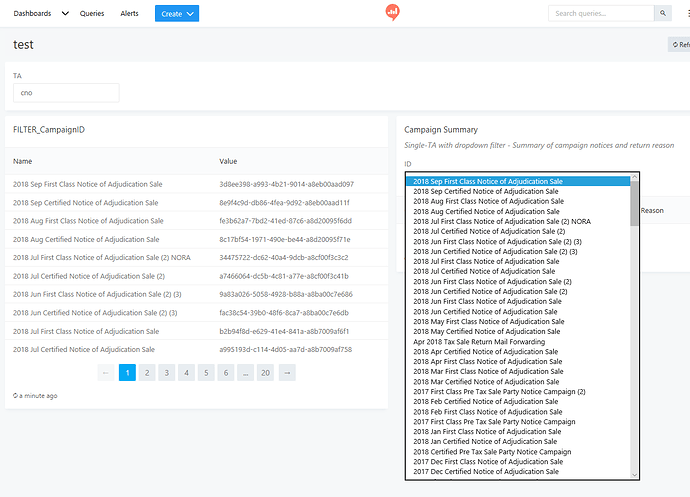 Dashboards Queries Alerts Create Search queries...
test
Refr
TA
cno
FILTER_CampaignID
Name Value
2018 Sep First Class Notice of Adjudication Sale 3d8ee398-a993-4b21-9014-a8eb00aad097
2018 Sep Certified Notice of Adjudication Sale 8e9f4c9d-db86-4fea-9d92-a8eb00aad11f
2018 Aug First Class Notice of Adjudication Sale fe3b62a7-7bd2-41ed-87c6-a8d20095f6dd
2018 Aug Certified Notice of Adjudication Sale 8c17bf54-1971-490e-be44-a8d20095f71e
2018 Jul First Class Notice of Adjudication Sale (2) NORA 34475722-dc62-40a4-9dcb-a8cf00f3c3c2
2018 Jul Certified Notice of Adjudication Sale (2) a7466064-dc5b-4c81-a77e-a8cf00f3c41b
2018 Jun First Class Notice of Adjudication Sale (2) (3) 9a83a026-5058-4928-b88a-a8ba00c7e686
2018 Jun Certified Notice of Adjudication Sale (2) (3) fac38c54-39b0-48f6-8ca7-a8ba00c7e6db
2018 Jul First Class Notice of Adjudication Sale b2b94f8d-e629-41e4-841a-a8b7009af6f1
2018 Jul Certified Notice of Adjudication Sale a995193d-c114-4d05-aa7d-a8b7009af758
← 1 2 3 4 5 6 ... 20 →
a minute ago
Campaign Summary
Single-TA with dropdown filter - Summary of campaign notices and return reason
ID
2018 Sep First Class Notice of Adjudication Sale
2018 Sep Certified Notice of Adjudication Sale
2018 Aug First Class Notice of Adjudication Sale
2018 Aug Certified Notice of Adjudication Sale
2018 Jul First Class Notice of Adjudication Sale (2) NORA
2018 Jul Certified Notice of Adjudication Sale (2)
2018 Jun First Class Notice of Adjudication Sale (2) (3)
2018 Jun Certified Notice of Adjudication Sale (2) (3)
2018 Jul First Class Notice of Adjudication Sale
2018 Jul Certified Notice of Adjudication Sale
2018 Jun First Class Notice of Adjudication Sale (2)
2018 Jun Certified Notice of Adjudication Sale (2)
2018 Jun First Class Notice of Adjudication Sale
2018 Jun Certified Notice of Adjudication Sale
2018 May First Class Notice of Adjudication Sale
2018 May Certified Notice of Adjudication Sale
Apr 2018 Tax Sale Return Mail Forwarding
2018 Apr Certified Notice of Adjudication Sale
2018 Apr First Class Notice of Adjudication Sale
2018 Mar First Class Notice of Adjudication Sale
2018 Mar Certified Notice of Adjudication Sale
2017 First Class Pre Tax Sale Party Notice Campaign (2)
2018 Feb Certified Notice of Adjudication Sale
2018 Feb First Class Notice of Adjudication Sale
2017 First Class Pre Tax Sale Party Notice Campaign
2018 Jan First Class Notice of Adjudication Sale
2018 Jan Certified Notice of Adjudication Sale
2018 Certified Pre Tax Sale Party Notice Campaign
2017 Dec First Class Notice of Adjudication Sale
2017 Dec Certified Notice of Adjudication Sale
Reason